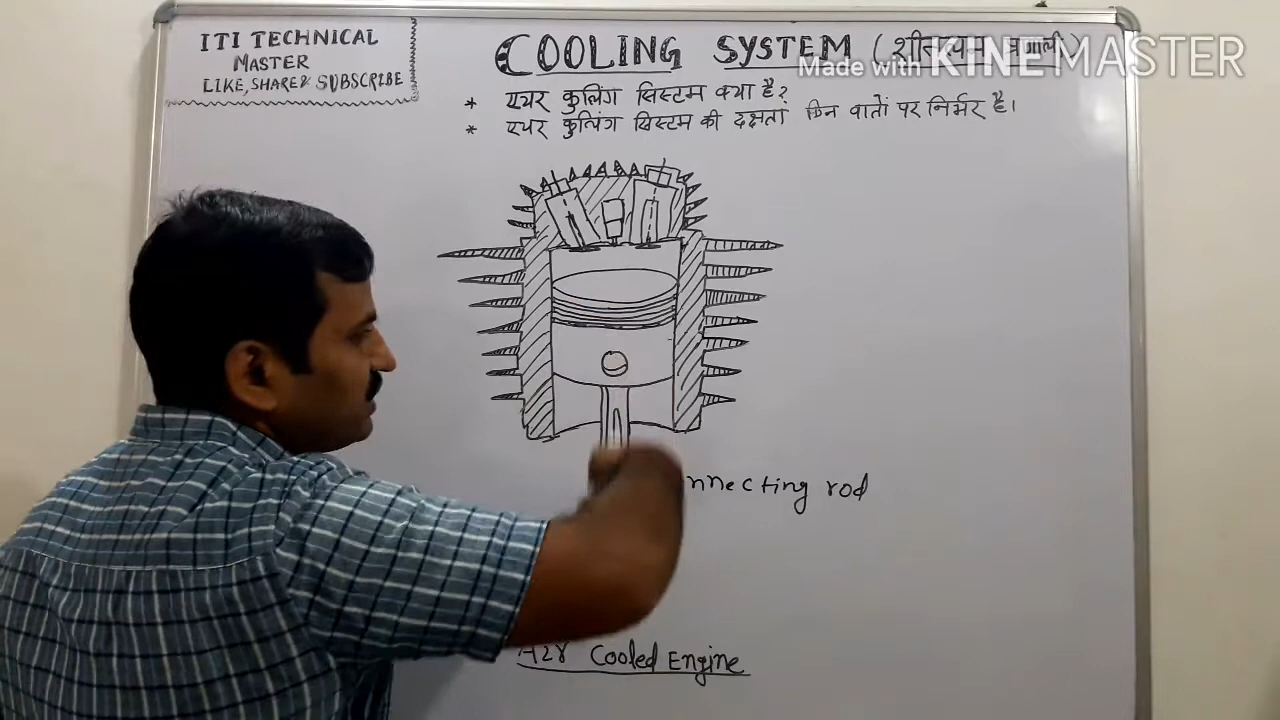 ITI TECHNICAL
MASTER
LIKE, SHARE & SUBSCRIBE
COOLING SYSTEM (
Made with KINEMASTER
* एयर कुलिंग सिस्टम क्या है?
* एयर कुलिंग सिस्टम की दक्षता किन बातों पर निर्भर है।
nnecting rod
Air Cooled Engine